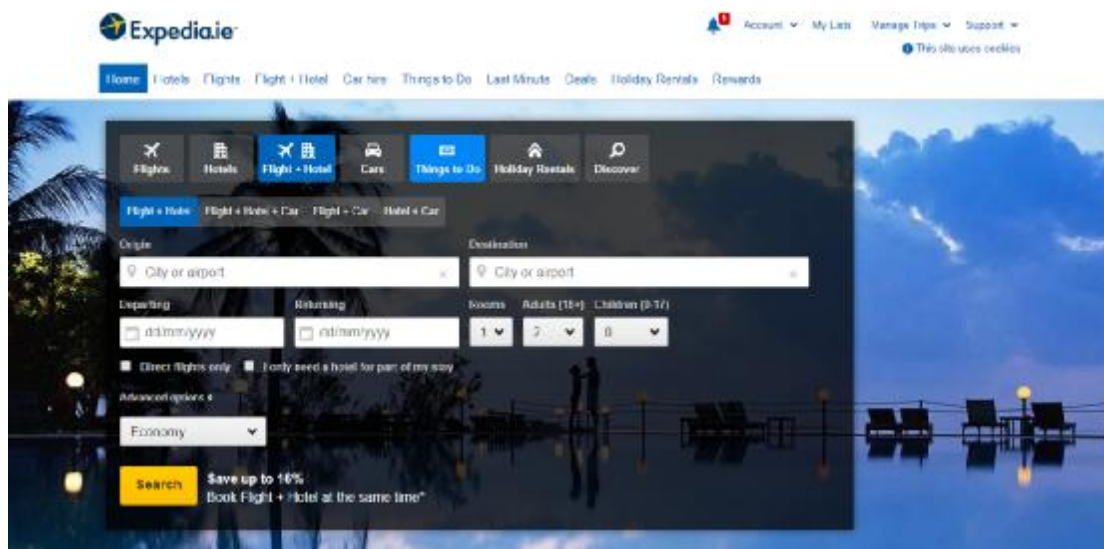 Expedia.ie
1 Account My Lists Manage Trips Support
This site uses cookies
Home Hotels Flights Flight + Hotel Car hire Things to Do Last Minute Deals Holiday Rentals Rewards
Flights Hotels Flight + Hotel Cars Things to Do Holiday Rentals Discover
Flight + Hotel Flight + Hotel + Car Flight + Car Hotel + Car
Origin Destination
City or airport × City or airport ×
Departing Returning Rooms Adults (18+) Children (0-17)
dd/mm/yyyy dd/mm/yyyy 1 2 0
Direct flights only I only need a hotel for part of my stay
Advanced options
Economy
Search Save up to
Book Flight + Hotel at the same time*